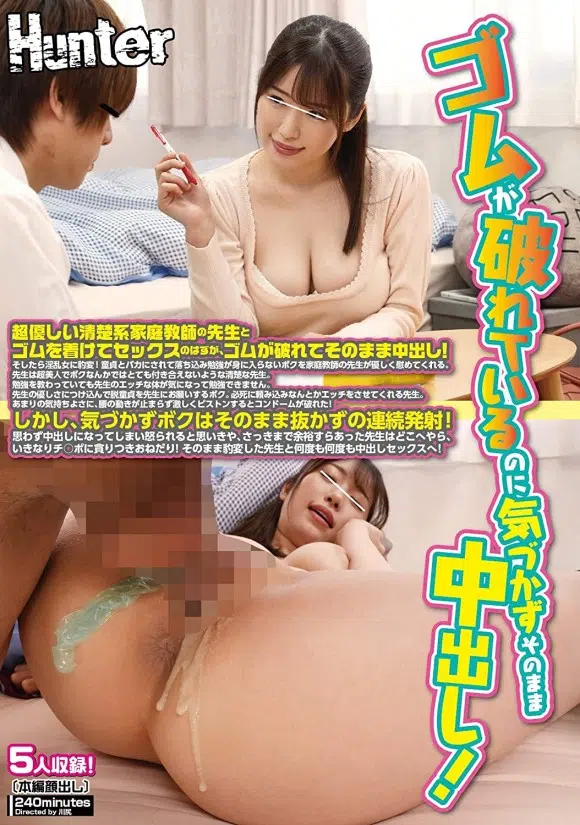 Hunter
ゴムが破れているのに気づかずそのまま
中出し!
超優しい清楚系家庭教師の先生と
ゴムを着けてセックスのはずが、ゴムが破れてそのまま中出し!
そしたら淫乱女に豹変!童貞とバカにされて落ち込み勉強が身に入らないボクを家庭教師の先生が優しく慰めてくれる。
先生は超美人でボクなんかではとても付き合えないような清楚な先生。
勉強を教わっていても先生のエッチな体が気になって勉強できません。
先生の優しさにつけ込んで脱童貞を先生にお願いするボク。必死に頼み込みなんとかエッチをさせてくれる先生。
あまりの気持ちよさに、腰の動きが止まらず激しくピストンするとコンドームが破れた!
しかし、気づかずボクはそのまま抜かずの連続発射!
思わず中出しになってしまい怒られると思いきや、さっきまで余裕すらあった先生はどこへやら、
いきなりチ○ポに貪りつきおねだり!そのまま豹変した先生と何度も何度も中出しセックスへ!
5人収録!
(本編顔出し)
240minutes
Directed by 川尻